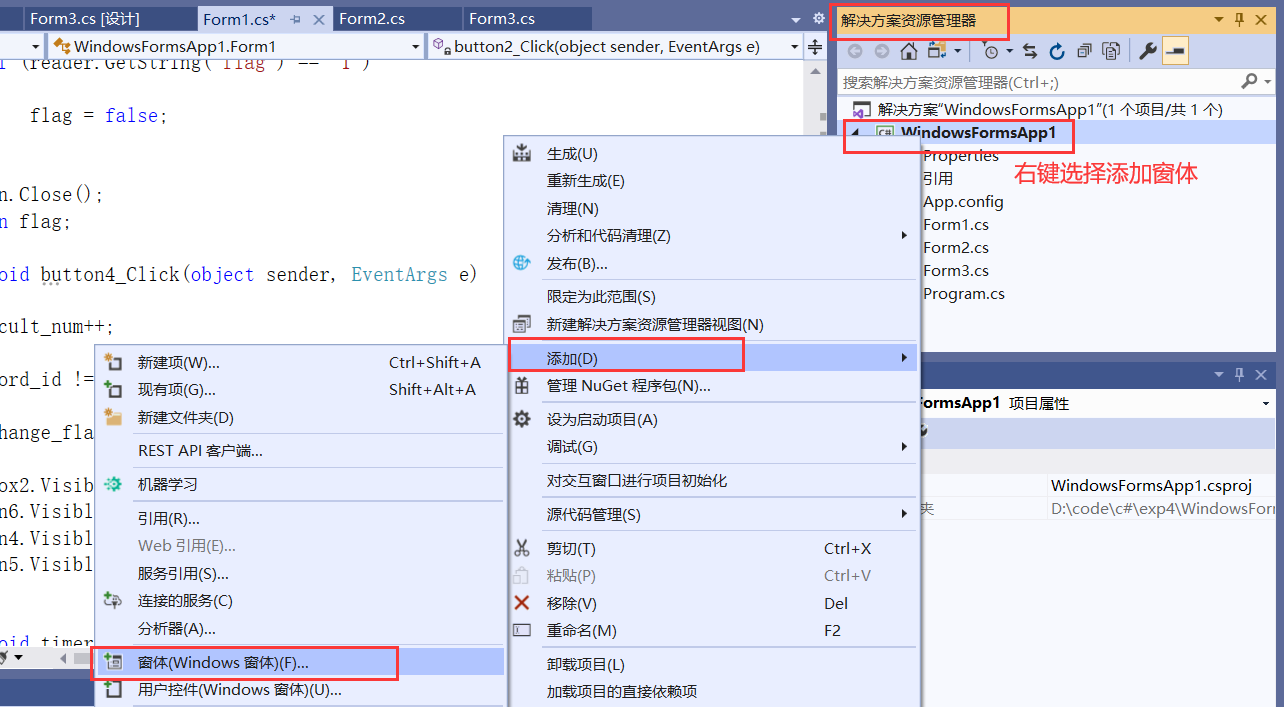 Form3.cs [设计]
Form1.cs*
Form2.cs
Form3.cs
WindowsFormsApp1.Form1
button2_Click(object sender, EventArgs e)
(reader.GetString("flag") == "1")
flag = false;
n.Close();
n flag;
oid button4_Click(object sender, EventArgs e)
cult_num++;
ord_id !=
hange_fla
ox2.Visib
n6.Visibl
n4.Visibl
n5.Visibl
oid timer
新建项(W)... Ctrl+Shift+A
现有项(G)... Shift+Alt+A
新建文件夹(D)
REST API 客户端...
机器学习
引用(R)...
Web 引用(E)...
服务引用(S)...
连接的服务(C)
分析器(A)...
窗体(Windows 窗体)(F)...
用户控件(Windows 窗体)(U)...
生成(U)
重新生成(E)
清理(N)
分析和代码清理(Z)
发布(B)...
限定为此范围(S)
新建解决方案资源管理器视图(N)
添加(D)
管理 NuGet 程序包(N)...
设为启动项目(A)
调试(G)
对交互窗口进行项目初始化
源代码管理(S)
剪切(T) Ctrl+X
粘贴(P) Ctrl+V
移除(V) Del
重命名(M) F2
卸载项目(L)
加载项目的直接依赖项
解决方案资源管理器
搜索解决方案资源管理器(Ctrl+;)
解决方案"WindowsFormsApp1"(1 个项目/共 1 个)
C# WindowsFormsApp1
Properties
引用
App.config
Form1.cs
Form2.cs
Form3.cs
Program.cs
右键选择添加窗体
ormsApp1 项目属性
WindowsFormsApp1.csproj
夹 D:\code\c#\exp4\WindowsFor